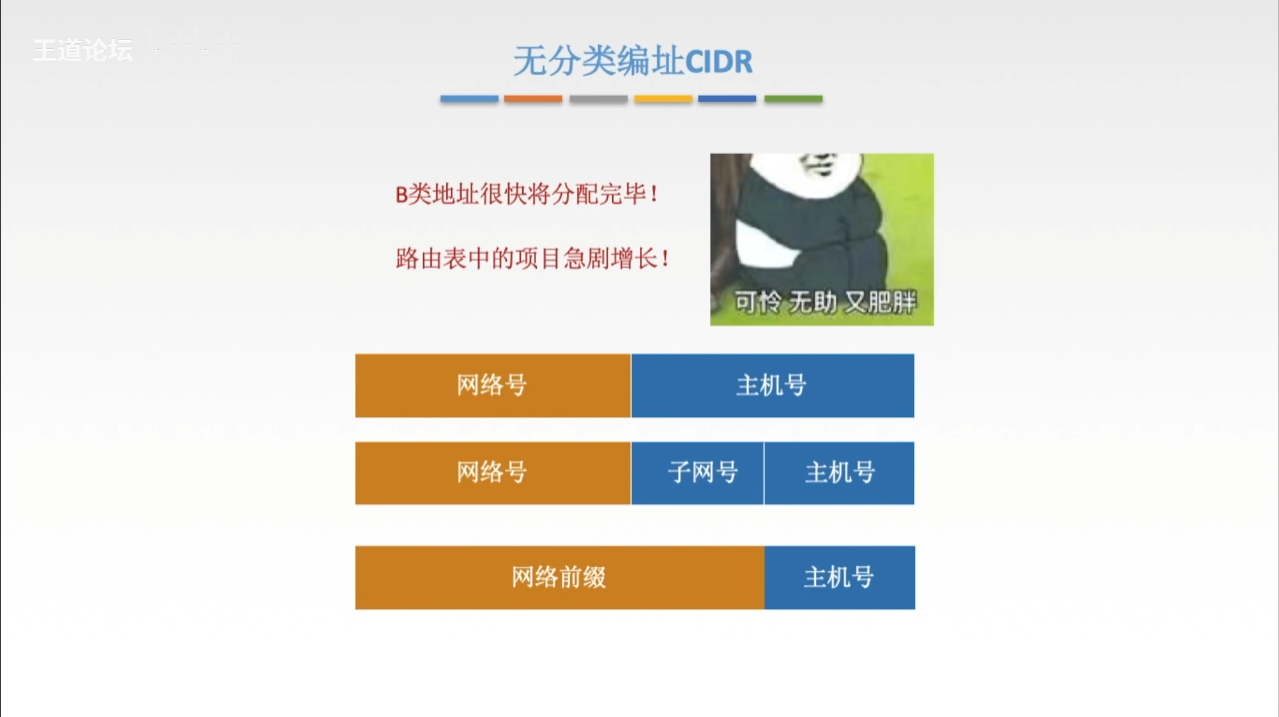 王道论坛
无分类编址CIDR
B类地址很快将分配完毕！
路由表中的项目急剧增长！
可怜 无助 又肥胖
网络号 主机号
网络号 子网号 主机号
网络前缀 主机号